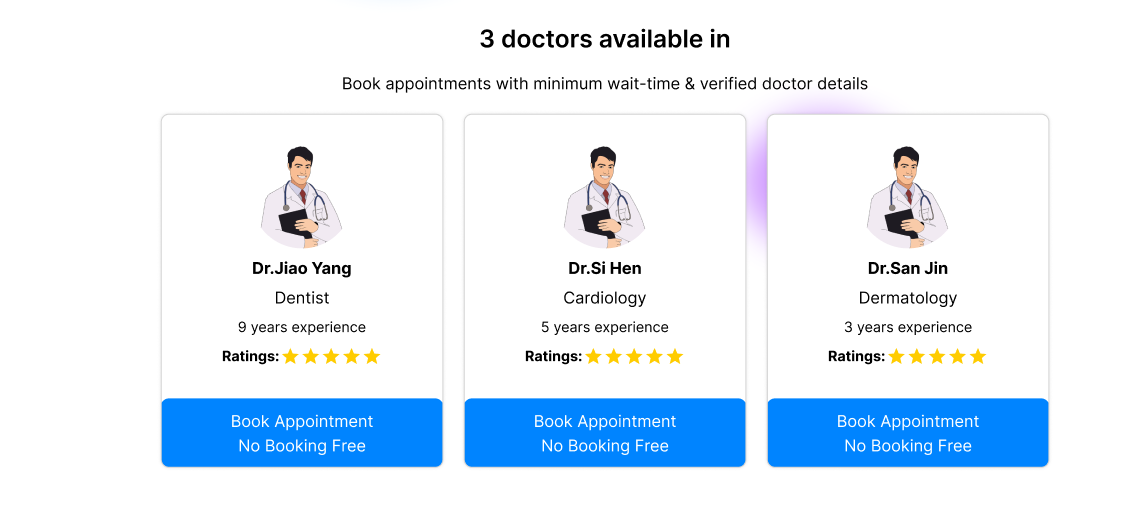 3 doctors available in
Book appointments with minimum wait-time & verified doctor details
Dr.Jiao Yang
Dentist
9 years experience
Ratings:
Book Appointment
No Booking Free
Dr.Si Hen
Cardiology
5 years experience
Ratings:
Book Appointment
No Booking Free
Dr.San Jin
Dermatology
3 years experience
Ratings:
Book Appointment
No Booking Free